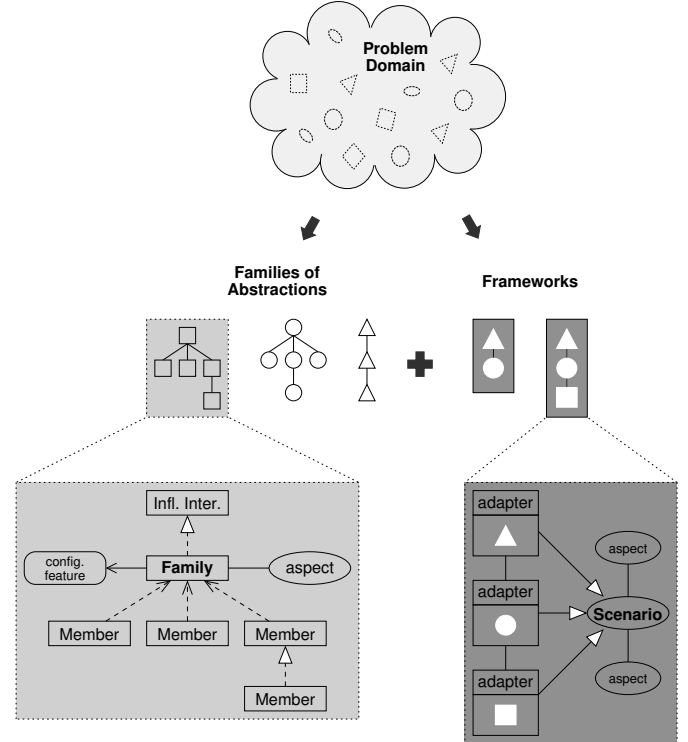 Problem
Domain
Families of
Abstractions
Frameworks
Infl. Inter.
config.
feature
Family
aspect
Member
Member
Member
Member
adapter
adapter
adapter
aspect
Scenario
aspect